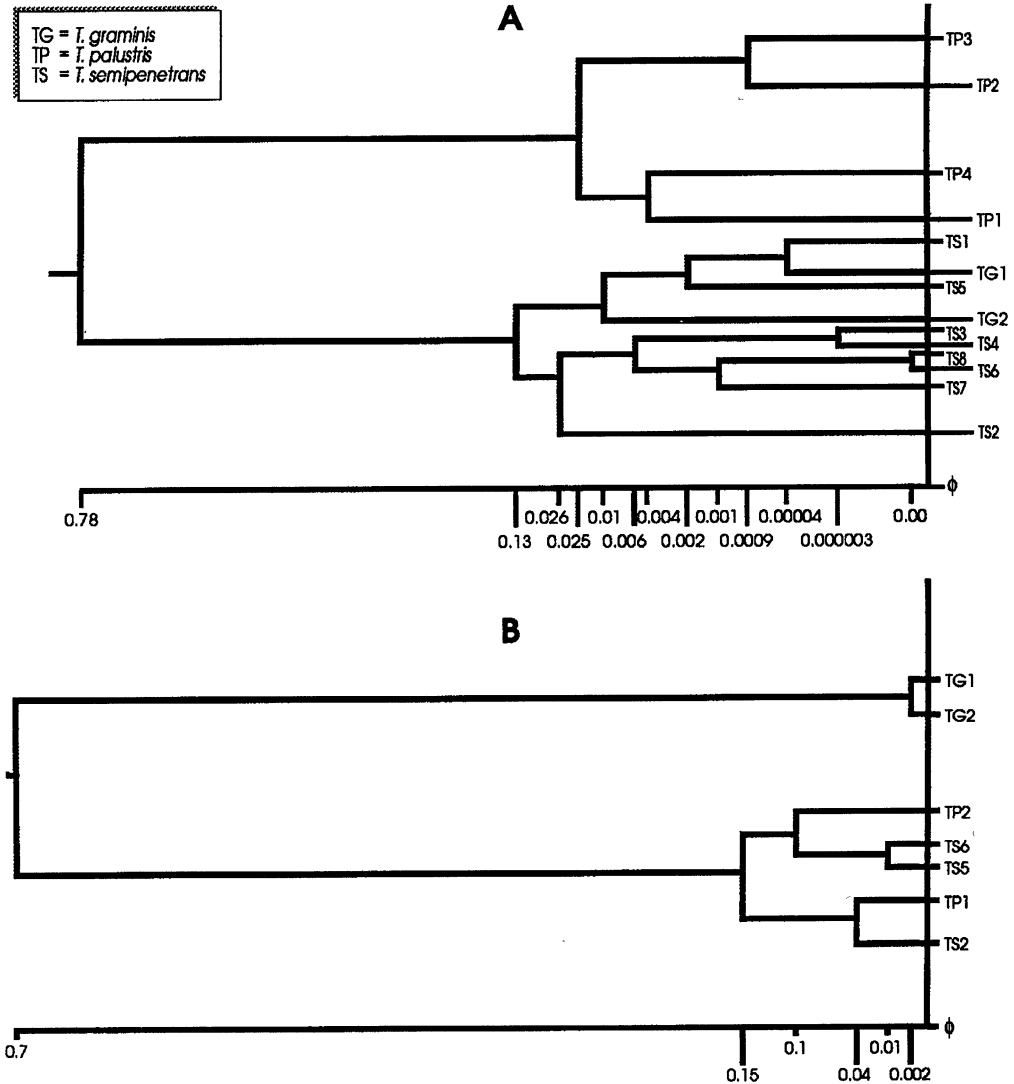 A
TG = T. graminis
TP = T. palustris
TS = T. semipenetrans
TP3
TP2
TP4
TP1
TS1
TG1
TS5
TG2
TS3
TS4
TS8
TS6
TS7
TS2
ϕ
0.78
0.026
0.01
0.004
0.001
0.00004
0.00
0.13
0.025
0.006
0.002
0.0009
0.000003
B
TG1
TG2
TP2
TS6
TS5
TP1
TS2
ϕ
0.7
0.1
0.01
0.15
0.04
0.002